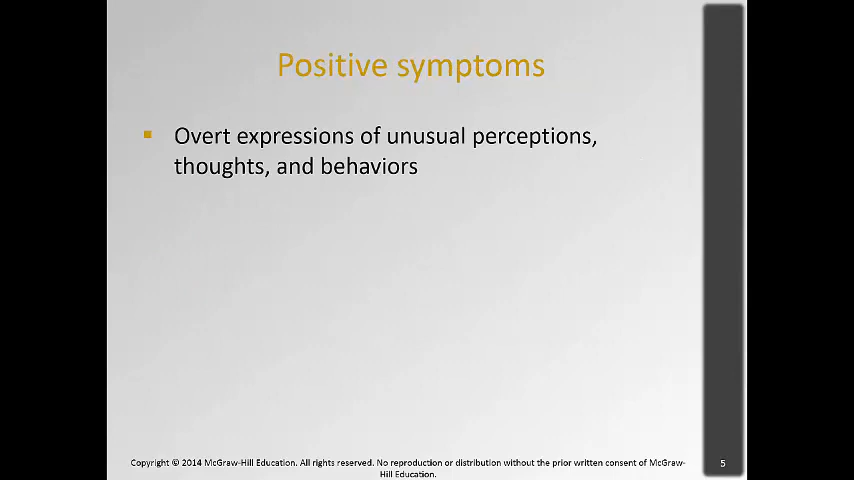 Positive symptoms
Overt expressions of unusual perceptions,
thoughts, and behaviors
Copyright © 2014 McGraw-Hill Education. All rights reserved. No reproduction or distribution without the prior written consent of McGraw-
Hill Education.
5